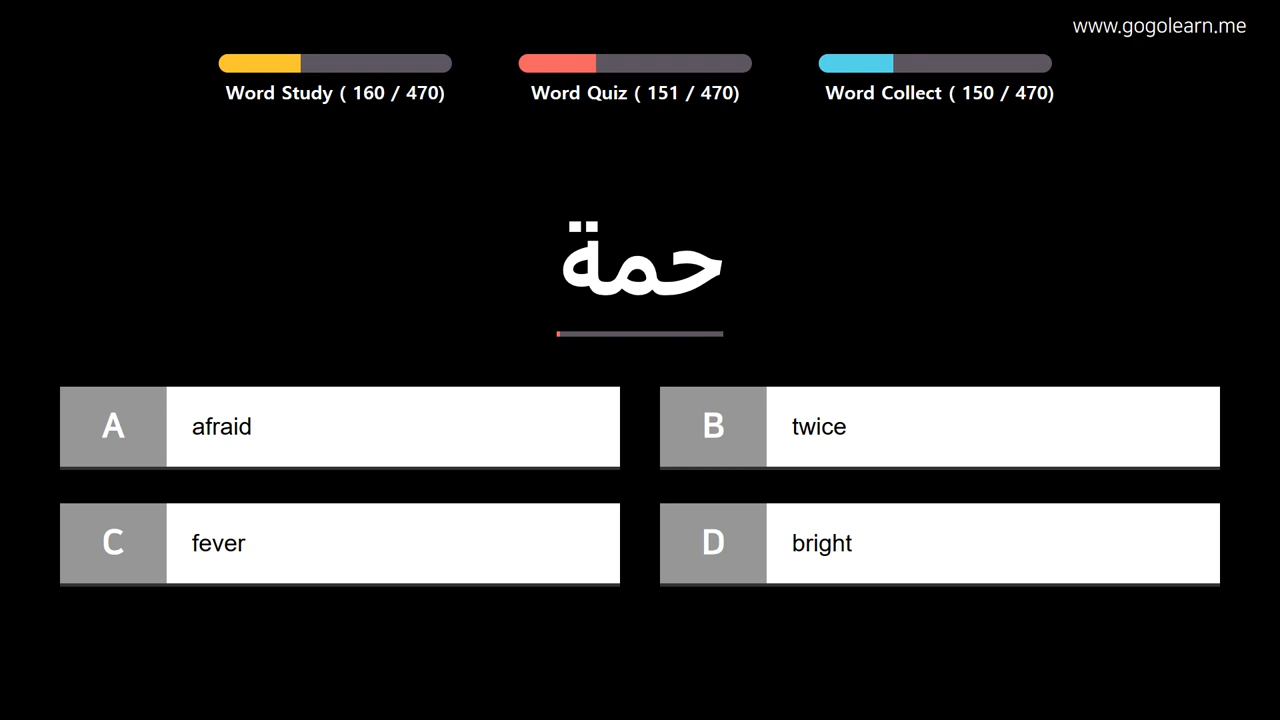 www.gogolearn.me
Word Study ( 160 / 470)
Word Quiz ( 151 / 470)
Word Collect ( 150 / 470)
حمة
A afraid
B twice
C fever
D bright